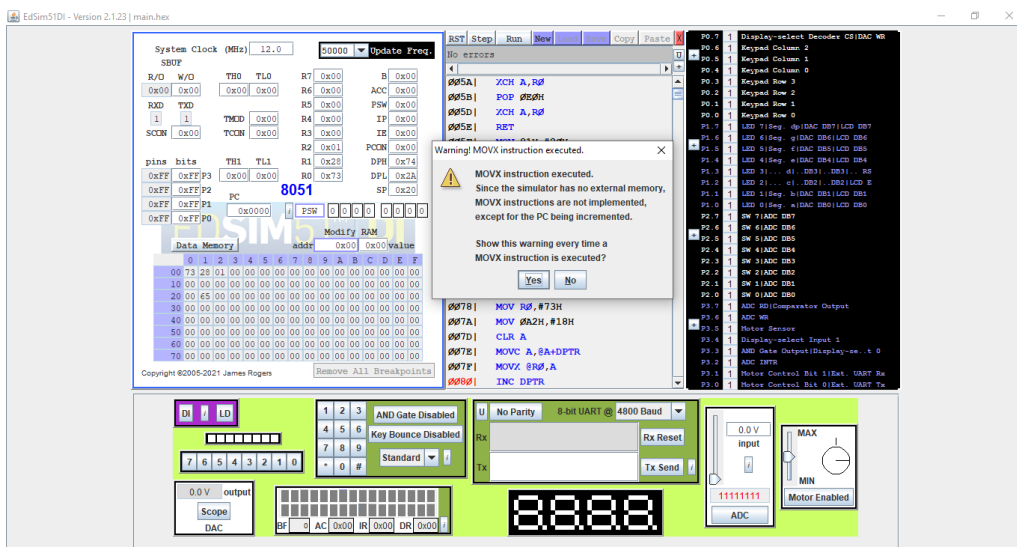 EdSim51DI - Version 2.1.23 | main.hex
System Clock (MHz) 12.0 50000 Update Freq.
SBUF
R/O W/O TH0 TL0 R7 0x00 B 0x00
0x00 0x00 0x00 0x00 R6 0x00 ACC 0x00
RXD TXD R5 0x00 PSW 0x00
1 1 TMOD 0x00 R4 0x00 IP 0x00
SCON 0x00 TCON 0x00 R3 0x00 IE 0x00
R2 0x01 PCON 0x00
pins bits TH1 TL1 R1 0x28 DPH 0x74
0xFF 0xFF P3 0x00 0x00 R0 0x73 DPL 0x2A
0xFF 0xFF P2 8051 SP 0x20
PC
0xFF 0xFF P1 0x0000 i PSW 0 0 0 0 0 0 0 0
0xFF 0xFF P0
Modify RAM
Data Memory addr 0x00 0x00 value
0 1 2 3 4 5 6 7 8 9 A B C D E F
00 73 28 01 00 00 00 00 00 00 00 00 00 00 00 00 00
10 00 00 00 00 00 00 00 00 00 00 00 00 00 00 00 00
20 00 65 00 00 00 00 00 00 00 00 00 00 00 00 00 00
30 00 00 00 00 00 00 00 00 00 00 00 00 00 00 00 00
40 00 00 00 00 00 00 00 00 00 00 00 00 00 00 00 00
50 00 00 00 00 00 00 00 00 00 00 00 00 00 00 00 00
60 00 00 00 00 00 00 00 00 00 00 00 00 00 00 00 00
70 00 00 00 00 00 00 00 00 00 00 00 00 00 00 00 00
Copyright ©2005-2021 James Rogers Remove All Breakpoints
RST Step Run New Copy Paste X
No errors U
005A| XCH A,R0
005B| POP 0E0H
005D| XCH A,R0
005E| RET
Warning! MOVX instruction executed.
MOVX instruction executed.
Since the simulator has no external memory,
MOVX instructions are not implemented,
except for the PC being incremented.
Show this warning every time a
MOVX instruction is executed?
Yes No
0078| MOV R0,#73H
007A| MOV 0A2H,#18H
007D| CLR A
007E| MOVC A,@A+DPTR
007F| MOVX @R0,A
0080| INC DPTR
P0.7 1 Display-select Decoder CS|DAC WR
P0.6 1 Keypad Column 2
P0.5 1 Keypad Column 1
P0.4 1 Keypad Column 0
P0.3 1 Keypad Row 3
P0.2 1 Keypad Row 2
P0.1 1 Keypad Row 1
P0.0 1 Keypad Row 0
P1.7 1 LED 7|Seg. dp|DAC DB7|LCD DB7
P1.6 1 LED 6|Seg. g|DAC DB6|LCD DB6
P1.5 1 LED 5|Seg. f|DAC DB5|LCD DB5
P1.4 1 LED 4|Seg. e|DAC DB4|LCD DB4
P1.3 1 LED 3|... d|..DB3|..DB3|.. RS
P1.2 1 LED 2|... c|..DB2|..DB2|LCD E
P1.1 1 LED 1|Seg. b|DAC DB1|LCD DB1
P1.0 1 LED 0|Seg. a|DAC DB0|LCD DB0
P2.7 1 SW 7|ADC DB7
P2.6 1 SW 6|ADC DB6
P2.5 1 SW 5|ADC DB5
P2.4 1 SW 4|ADC DB4
P2.3 1 SW 3|ADC DB3
P2.2 1 SW 2|ADC DB2
P2.1 1 SW 1|ADC DB1
P2.0 1 SW 0|ADC DB0
P3.7 1 ADC RD|Comparator Output
P3.6 1 ADC WR
P3.5 1 Motor Sensor
P3.4 1 Display-select Input 1
P3.3 1 AND Gate Output|Display-se..t 0
P3.2 1 ADC INTR
P3.1 1 Motor Control Bit 1|Ext. UART Rx
P3.0 1 Motor Control Bit 0|Ext. UART Tx
DI i LD
7 6 5 4 3 2 1 0
1 2 3 AND Gate Disabled
4 5 6 Key Bounce Disabled
7 8 9
* 0 # Standard i
U No Parity 8-bit UART @ 4800 Baud
Rx Rx Reset
Tx Tx Send i
0.0 V
input
i
11111111
ADC
MAX
MIN
Motor Enabled
0.0 V output
Scope
DAC
BF 0 AC 0x00 IR 0x00 DR 0x00 i
8.8.8.8.